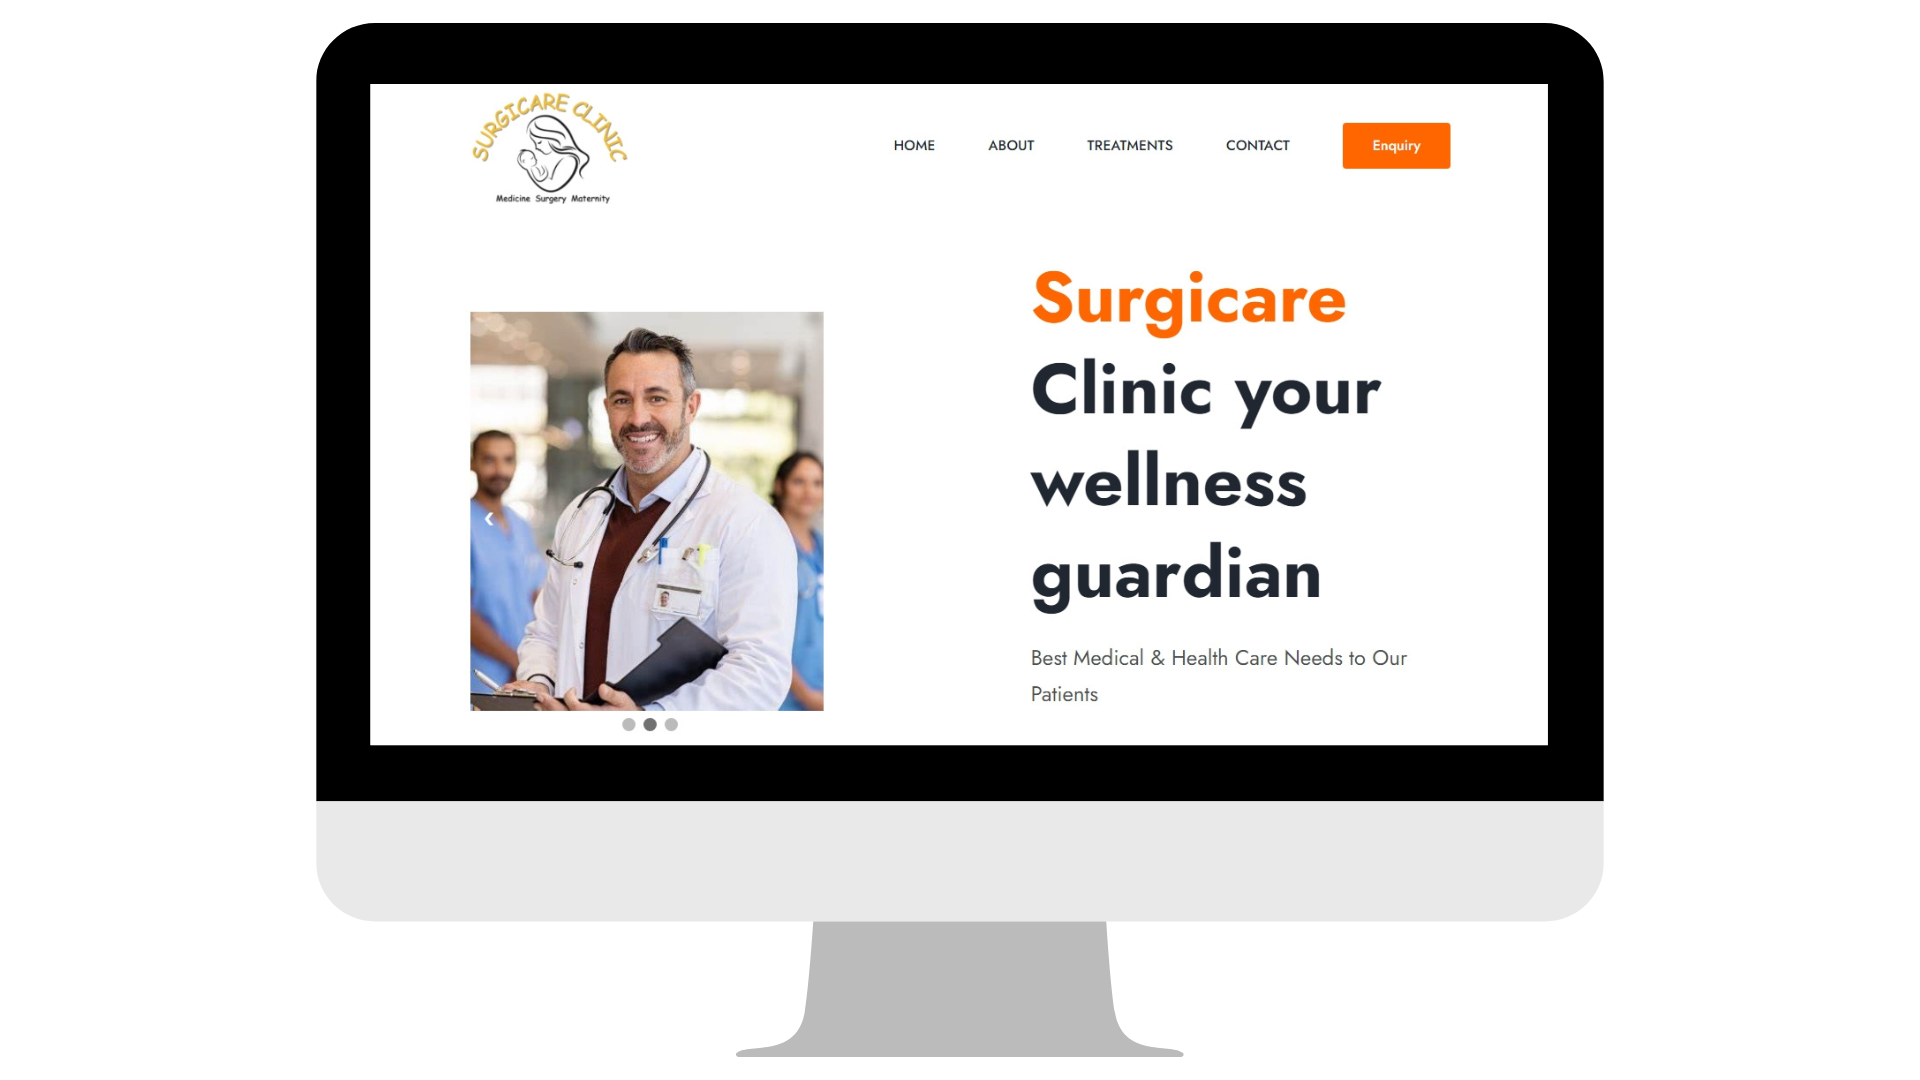 SURGICARE CLINIC
Medicine Surgery Maternity
HOME ABOUT TREATMENTS CONTACT Enquiry
Surgicare
Clinic your
wellness
guardian
Best Medical & Health Care Needs to Our
Patients